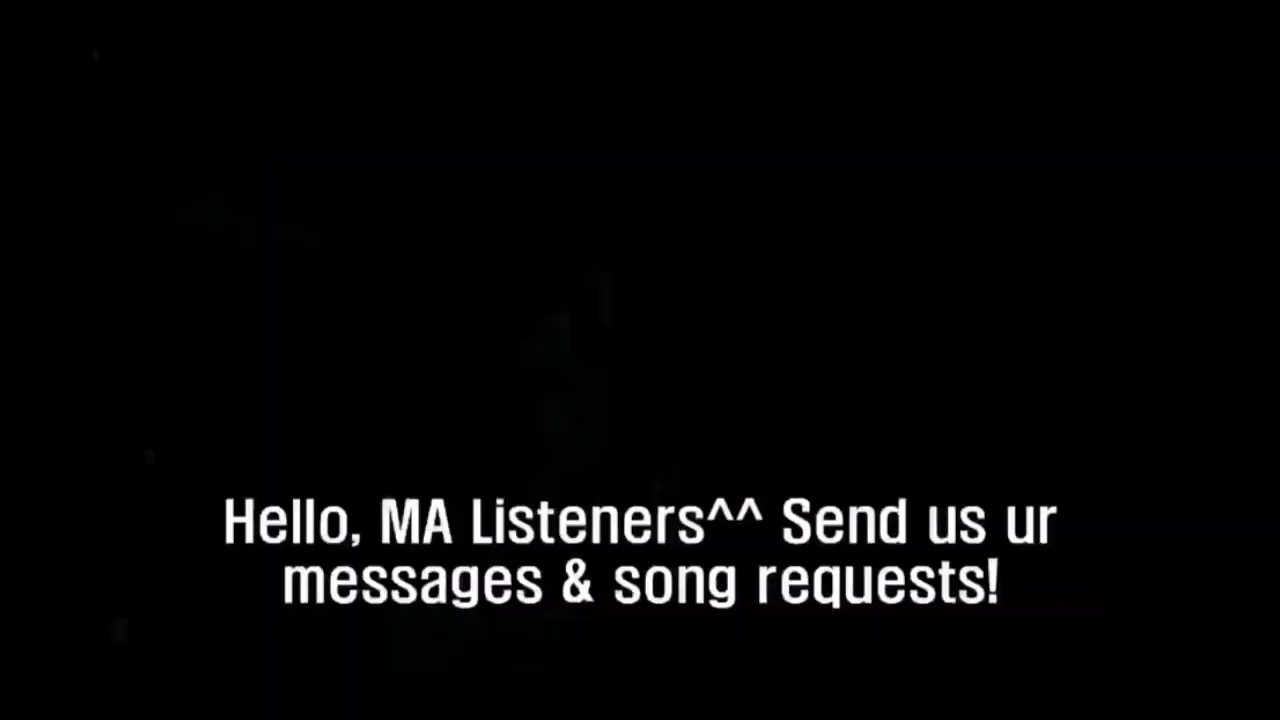 Hello, MA Listeners^^ Send us ur
messages & song requests!